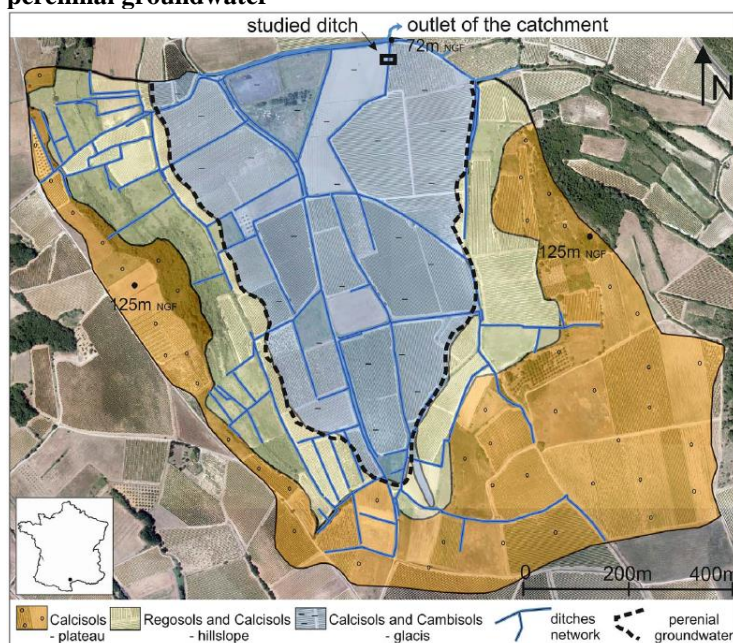 perennial groundwater
studied ditch
outlet of the catchment
72m NGF
N
125m NGF
125m NGF
0 200m 400m
Calcisols - plateau
Regosols and Calcisols - hillslope
Calcisols and Cambisols - glacis
ditches network
perenial groundwater